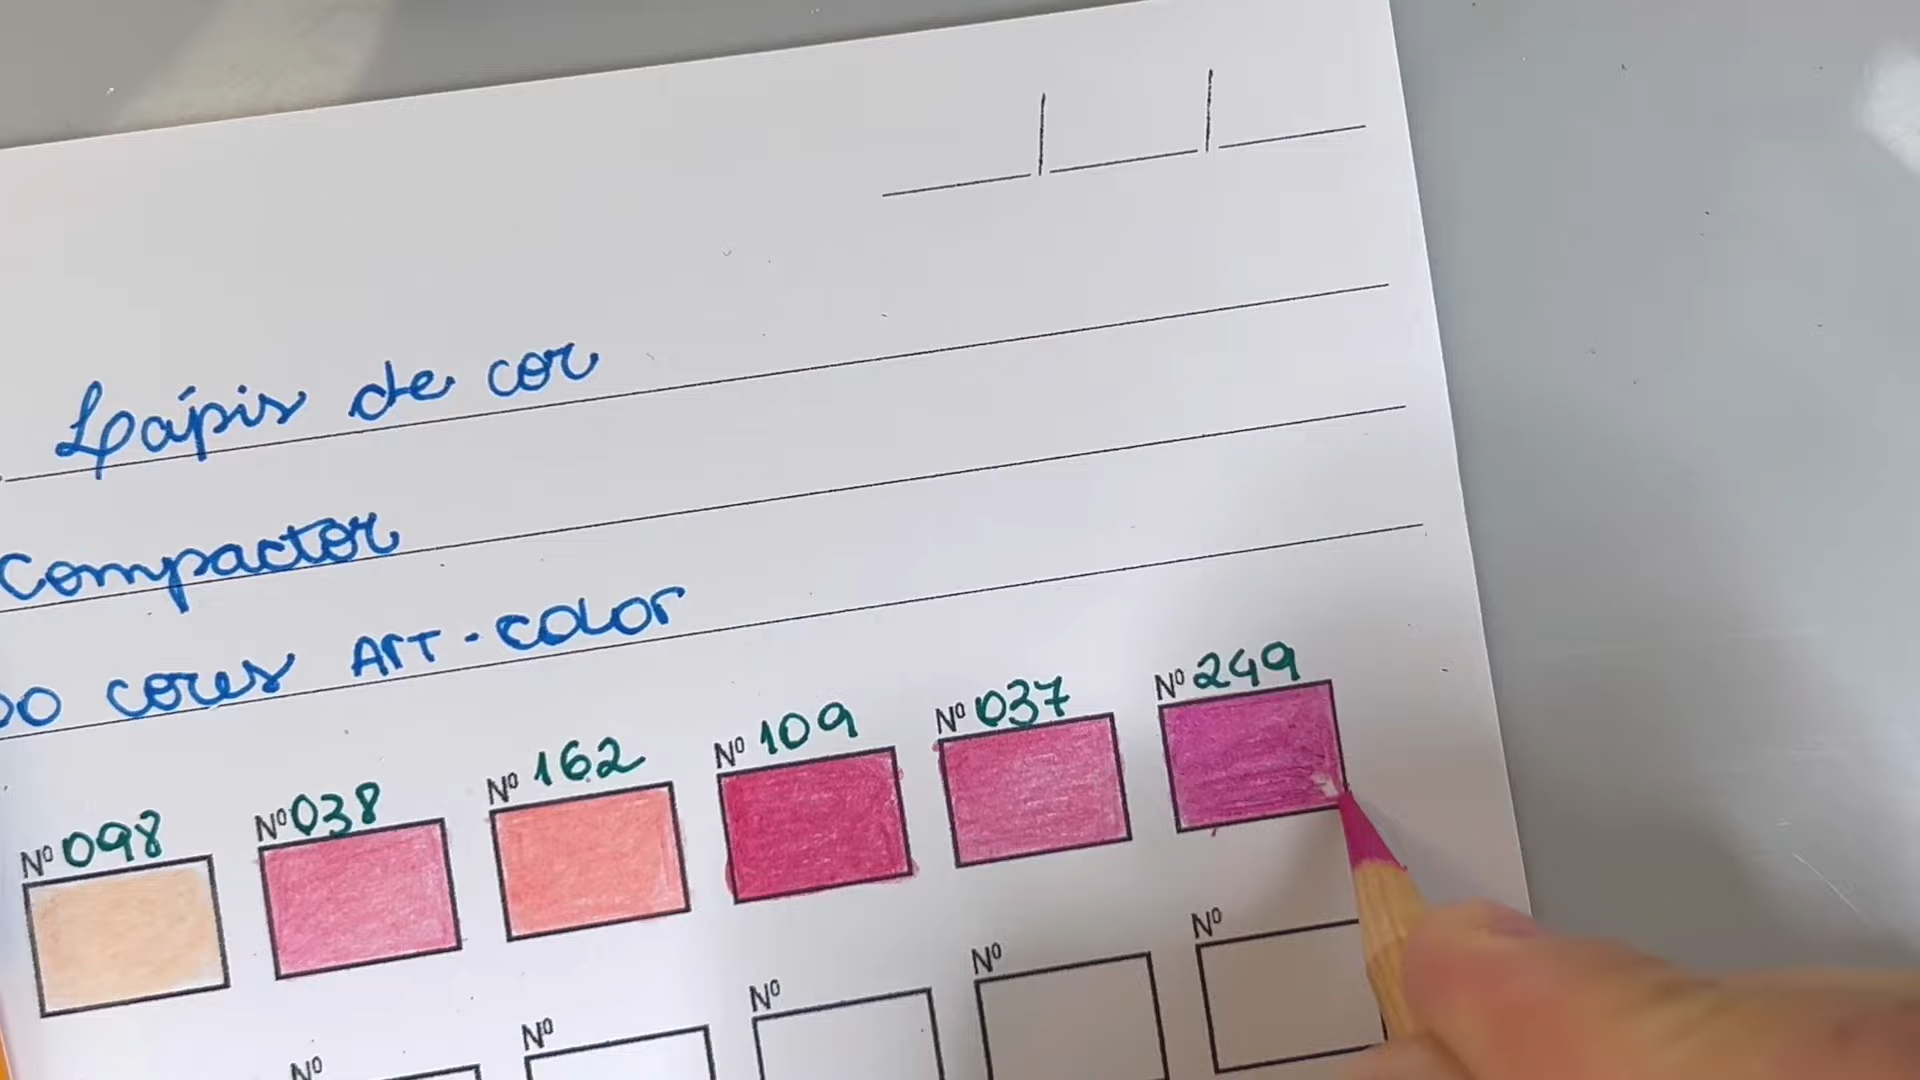 Lápis de cor
Compactor
00 cores ART-COLOR
Nº 098 Nº 038 Nº 162 Nº 109 Nº 037 Nº 249
Nº Nº Nº Nº Nº